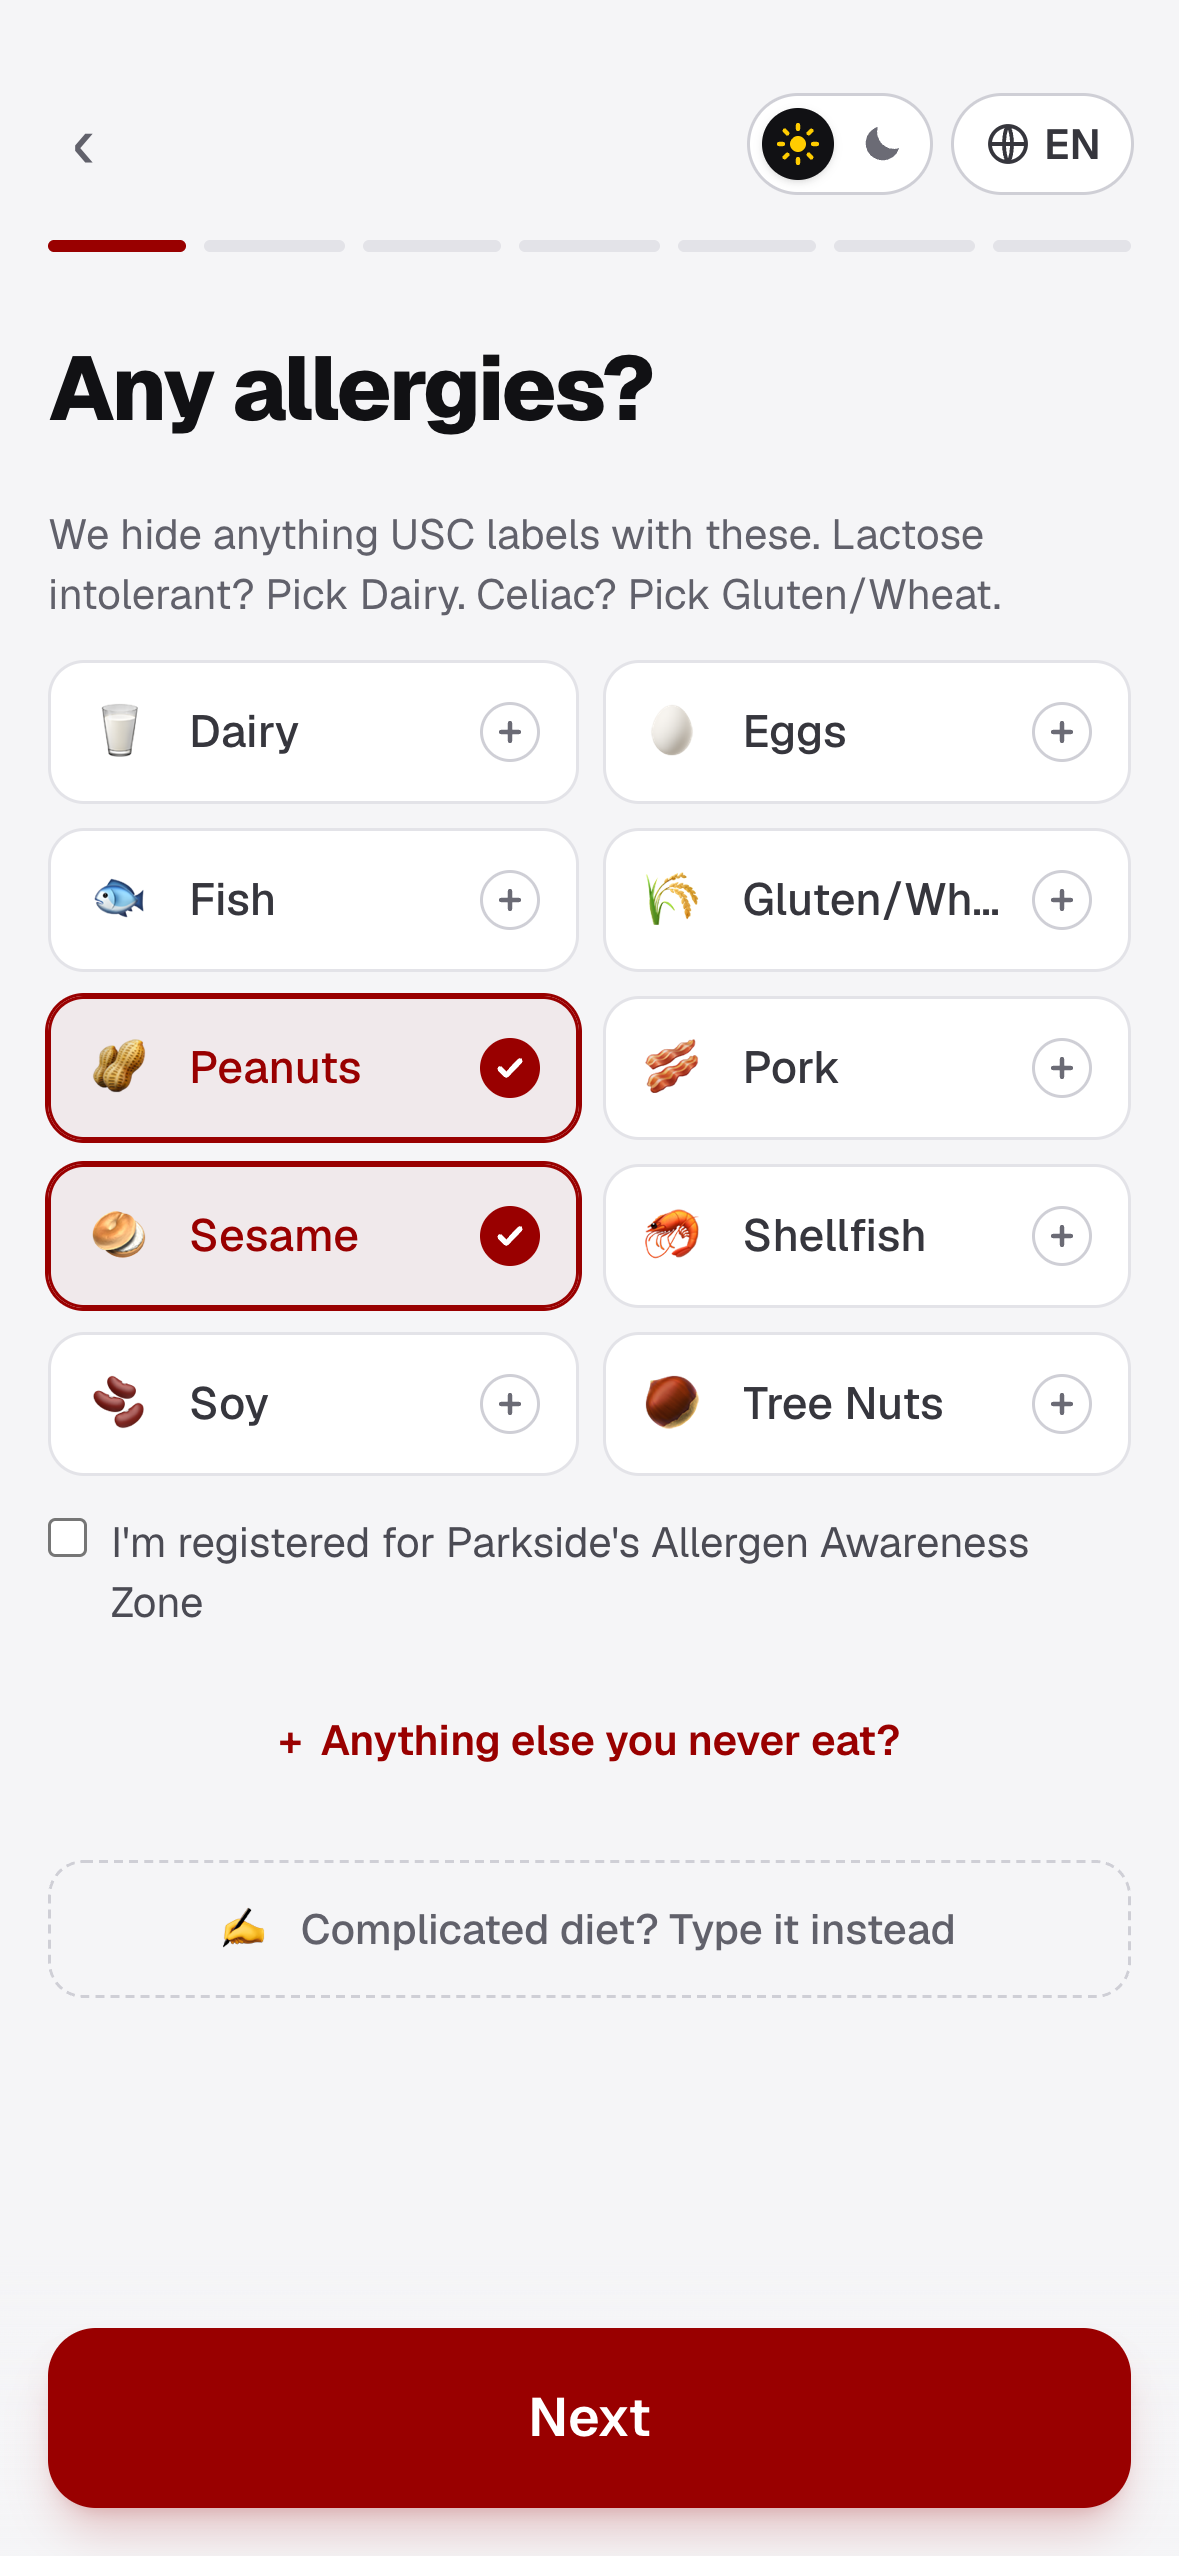 EN
Any allergies?
We hide anything USC labels with these. Lactose
intolerant? Pick Dairy. Celiac? Pick Gluten/Wheat.
Dairy
Eggs
Fish
Gluten/Wh...
Peanuts
Pork
Sesame
Shellfish
Soy
Tree Nuts
I'm registered for Parkside's Allergen Awareness
Zone
+ Anything else you never eat?
Complicated diet? Type it instead
Next